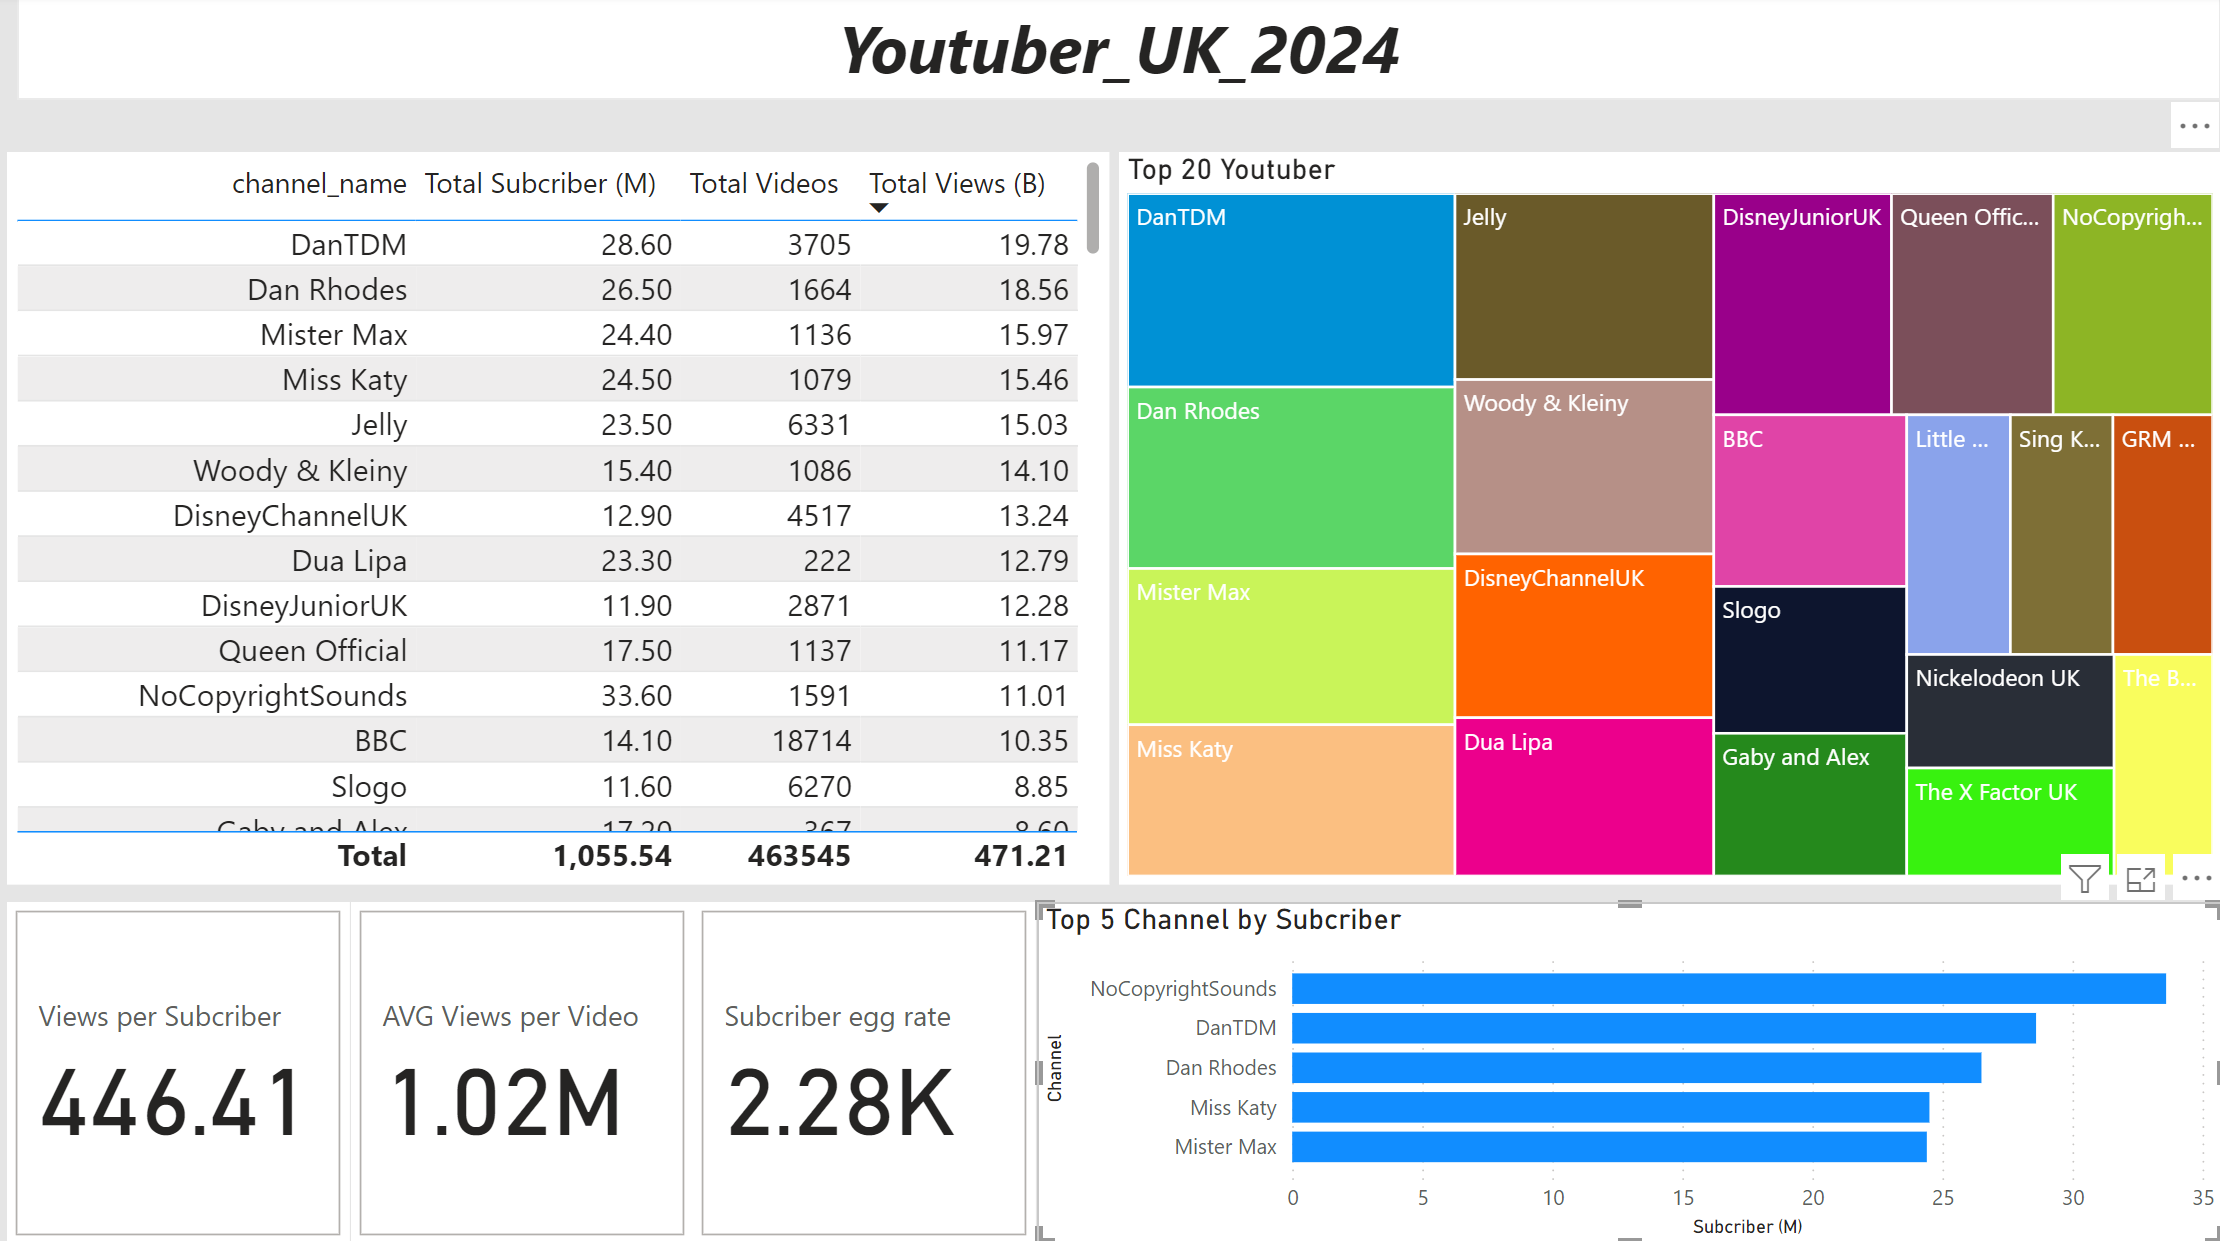 Youtuber_UK_2024
channel_name Total Subcriber (M) Total Videos Total Views (B)
DanTDM 28.60 3705 19.78
Dan Rhodes 26.50 1664 18.56
Mister Max 24.40 1136 15.97
Miss Katy 24.50 1079 15.46
Jelly 23.50 6331 15.03
Woody & Kleiny 15.40 1086 14.10
DisneyChannelUK 12.90 4517 13.24
Dua Lipa 23.30 222 12.79
DisneyJuniorUK 11.90 2871 12.28
Queen Official 17.50 1137 11.17
NoCopyrightSounds 33.60 1591 11.01
BBC 14.10 18714 10.35
Slogo 11.60 6270 8.85
Gaby and Alex 17.20 367 8.60
Total 1,055.54 463545 471.21
Top 20 Youtuber
DanTDM
Dan Rhodes
Mister Max
Miss Katy
Jelly
Woody & Kleiny
DisneyChannelUK
Dua Lipa
DisneyJuniorUK
Queen Offic...
NoCopyrigh...
BBC
Slogo
Gaby and Alex
Little ...
Sing K...
GRM ...
Nickelodeon UK
The X Factor UK
The B...
Views per Subcriber
446.41
AVG Views per Video
1.02M
Subcriber egg rate
2.28K
Top 5 Channel by Subcriber
Channel
NoCopyrightSounds
DanTDM
Dan Rhodes
Miss Katy
Mister Max
0 5 10 15 20 25 30 35
Subcriber (M)